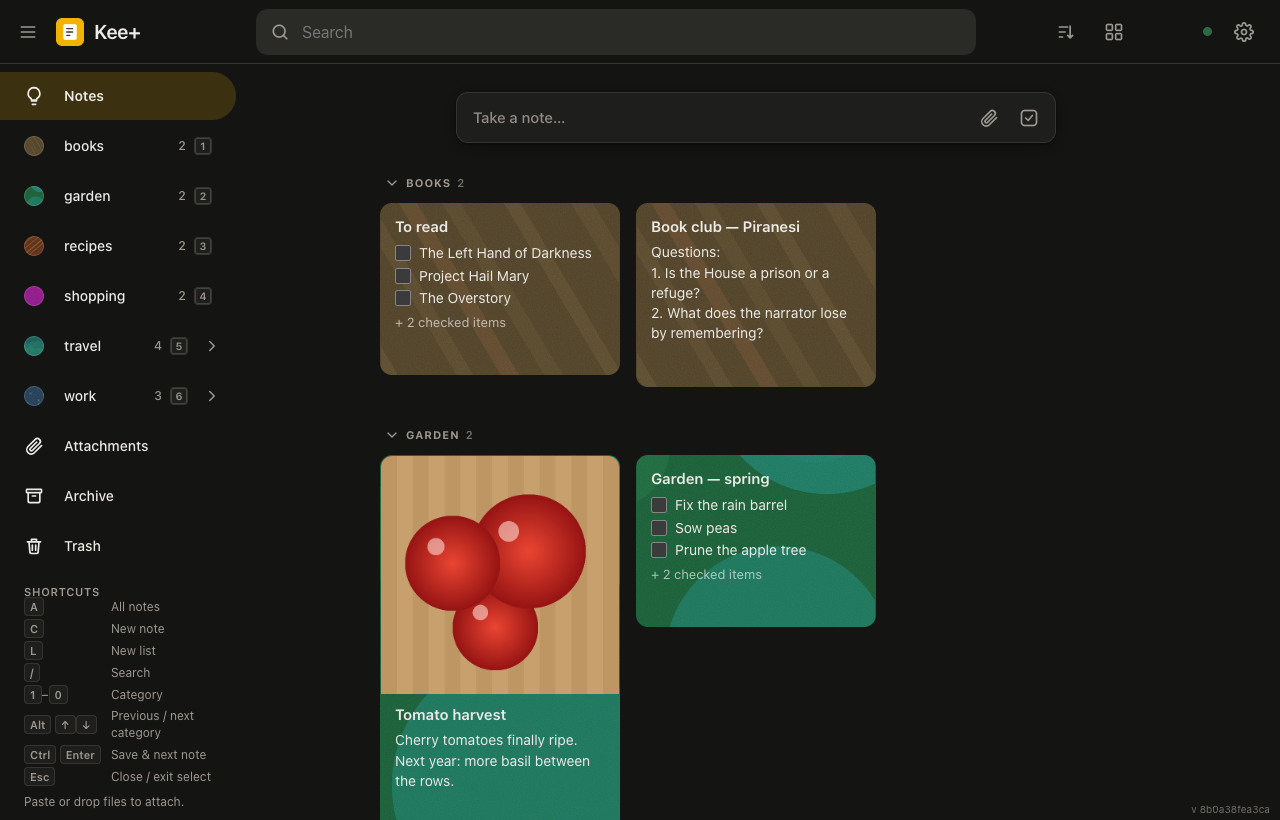 Kee+
Search
Notes
books 2 1
garden 2 2
recipes 2 3
shopping 2 4
travel 4 5
work 3 6
Attachments
Archive
Trash
SHORTCUTS
A All notes
C New note
L New list
/ Search
1 – 0 Category
Alt ↑ ↓ Previous / next
category
Ctrl Enter Save & next note
Esc Close / exit select
Paste or drop files to attach.
Take a note...
BOOKS 2
To read
The Left Hand of Darkness
Project Hail Mary
The Overstory
+ 2 checked items
Book club — Piranesi
Questions:
1. Is the House a prison or a
refuge?
2. What does the narrator lose
by remembering?
GARDEN 2
Tomato harvest
Cherry tomatoes finally ripe.
Next year: more basil between
the rows.
Garden — spring
Fix the rain barrel
Sow peas
Prune the apple tree
+ 2 checked items
v 8b0a38fea3ca